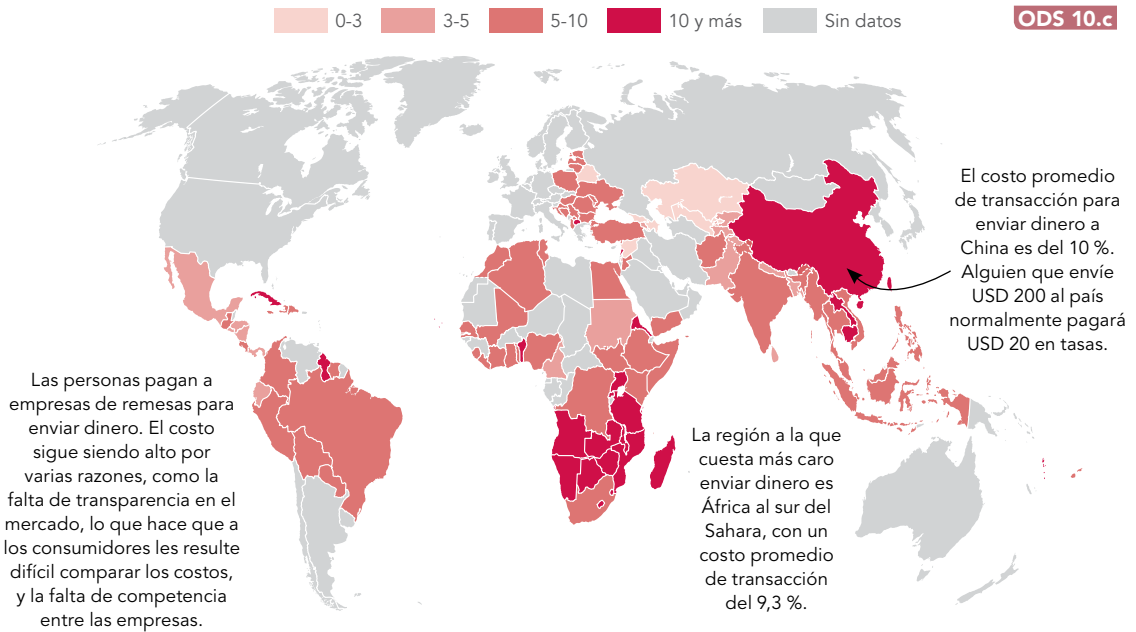 0-3
3-5
5-10
10 y más
Sin datos
ODS 10.c
El costo promedio
de transacción para
enviar dinero a
China es del 10 %.
Alguien que envíe
USD 200 al país
normalmente pagará
USD 20 en tasas.
Las personas pagan a
empresas de remesas para
enviar dinero. El costo
sigue siendo alto por
varias razones, como la
falta de transparencia en el
mercado, lo que hace que a
los consumidores les resulte
difícil comparar los costos,
y la falta de competencia
entre las empresas.
La región a la que
cuesta más caro
enviar dinero es
África al sur del
Sahara, con un
costo promedio
de transacción
del 9,3 %.